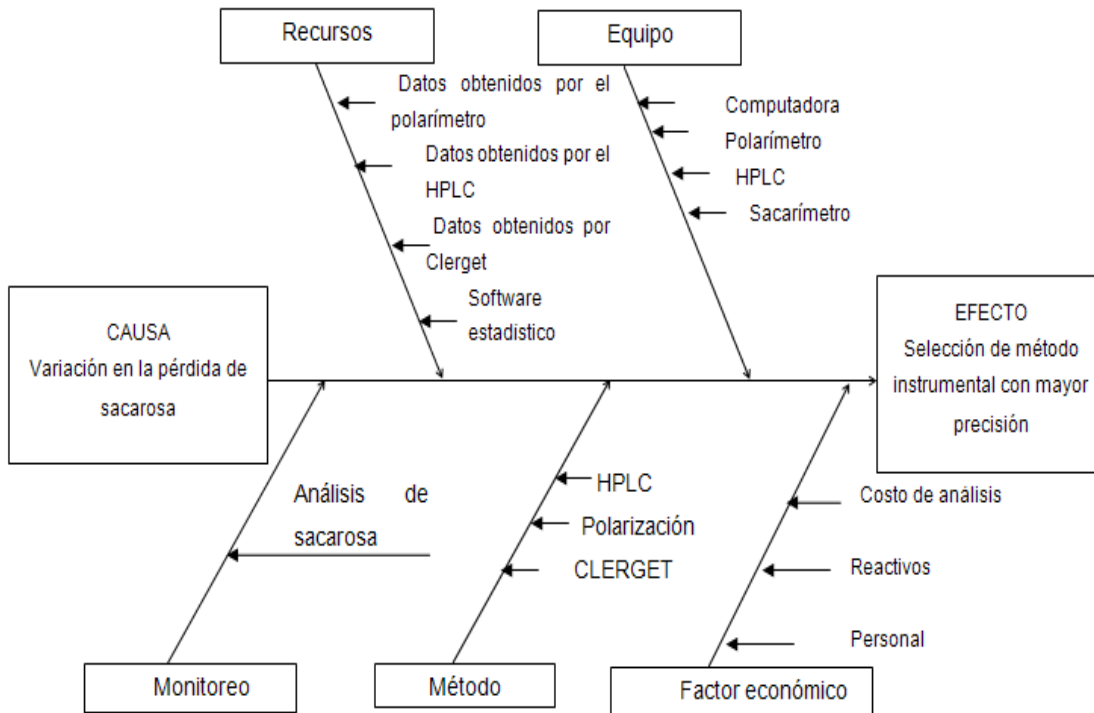 Recursos
Equipo
Datos obtenidos por el
polarímetro
Datos obtenidos por el
HPLC
Datos obtenidos por
Clerget
Software
estadistico
Computadora
Polarímetro
HPLC
Sacarímetro
CAUSA
Variación en la pérdida de
sacarosa
EFECTO
Selección de método
instrumental con mayor
precisión
Análisis de
sacarosa
HPLC
Polarización
CLERGET
Costo de análisis
Reactivos
Personal
Monitoreo
Método
Factor económico